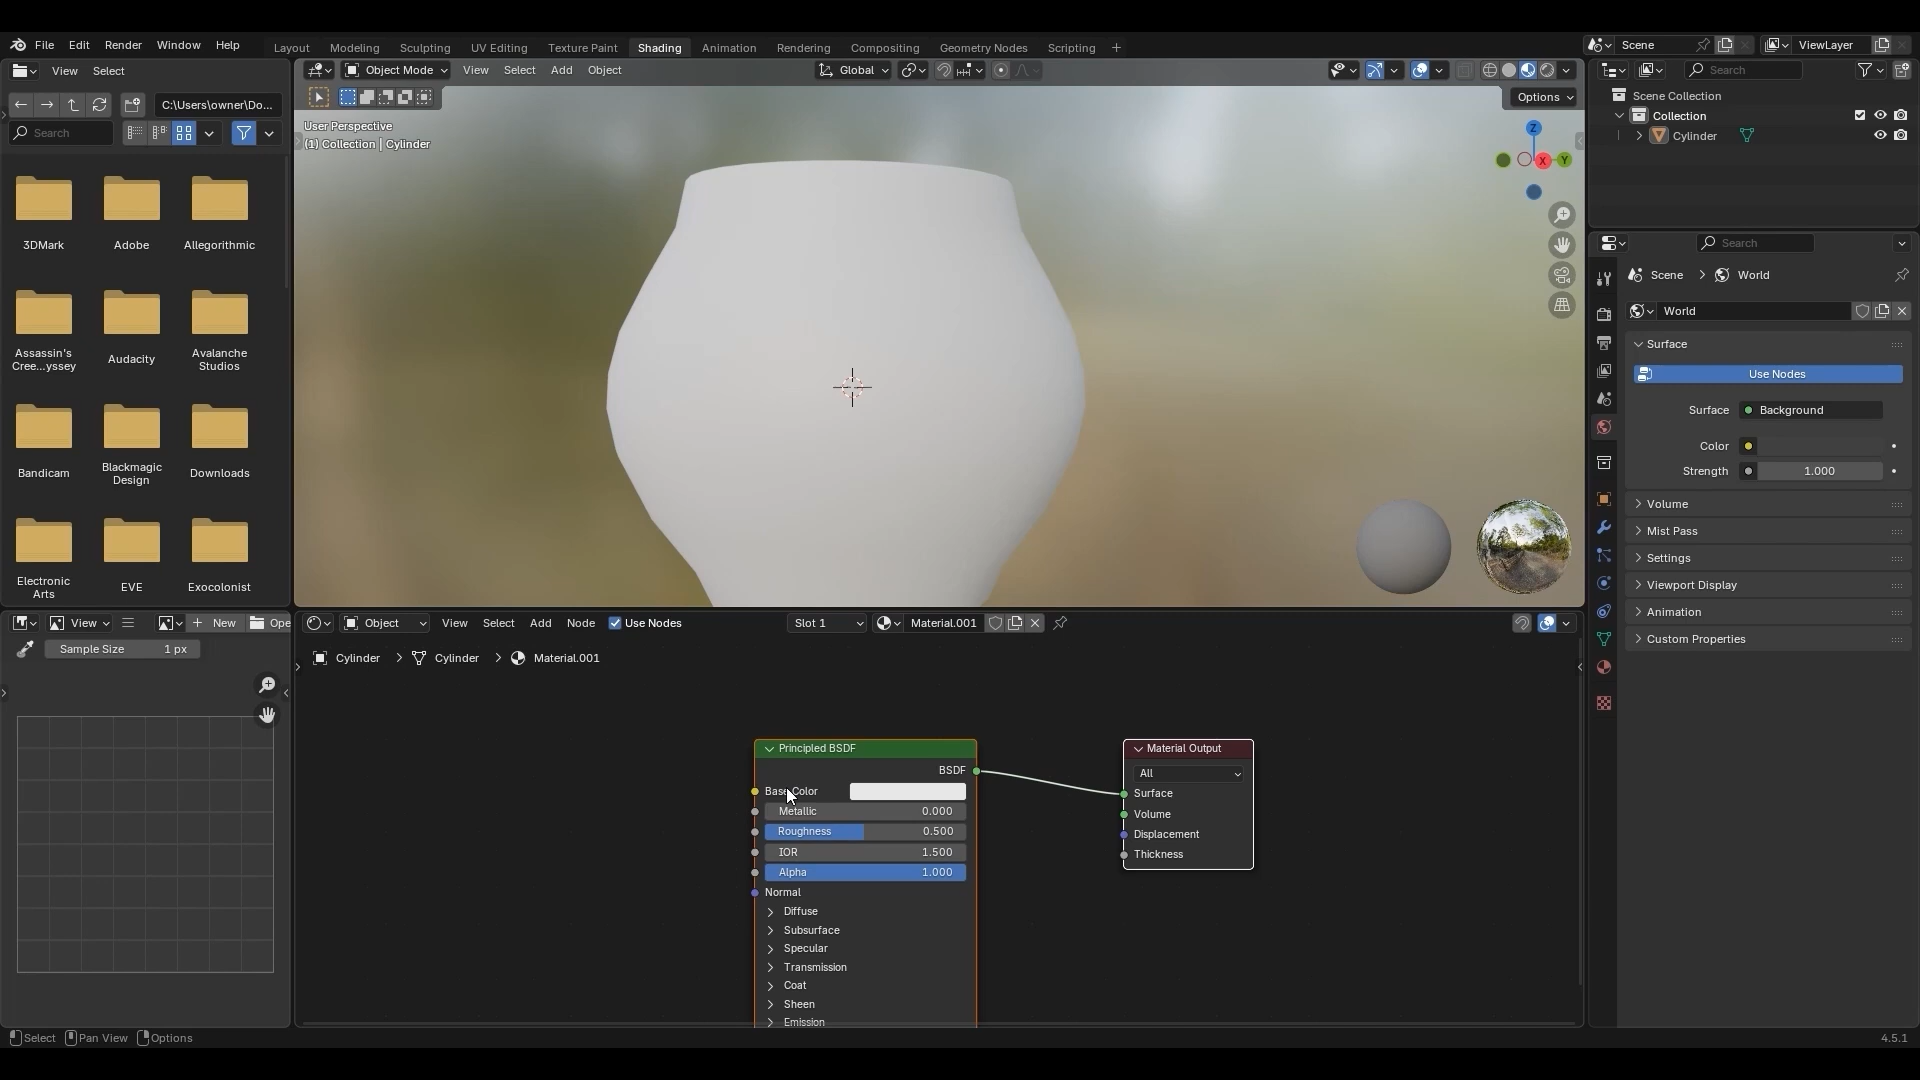 File Edit Render Window Help
Layout Modeling Sculpting UV Editing Texture Paint Shading Animation Rendering Compositing Geometry Nodes Scripting
Scene
ViewLayer
View Select
C:\Users\owner\Do...
Search
3DMark Adobe Allegorithmic
Assassin's Cree...yssey
Audacity
Avalanche Studios
Bandicam
Blackmagic Design
Downloads
Electronic Arts
EVE
Exocolonist
Object Mode View Select Add Object
Global
Options
User Perspective
(1) Collection | Cylinder
Z
X
Y
Search
Scene Collection
Collection
Cylinder
Search
Scene > World
World
Surface
Use Nodes
Surface Background
Color
Strength 1.000
Volume
Mist Pass
Settings
Viewport Display
Animation
Custom Properties
View New Ope
Sample Size 1 px
Object View Select Add Node Use Nodes Slot 1 Material.001
Cylinder > Cylinder > Material.001
Principled BSDF
BSDF
Base Color
Metallic 0.000
Roughness 0.500
IOR 1.500
Alpha 1.000
Normal
Diffuse
Subsurface
Specular
Transmission
Coat
Sheen
Emission
Material Output
All
Surface
Volume
Displacement
Thickness
Select Pan View Options
4.5.1